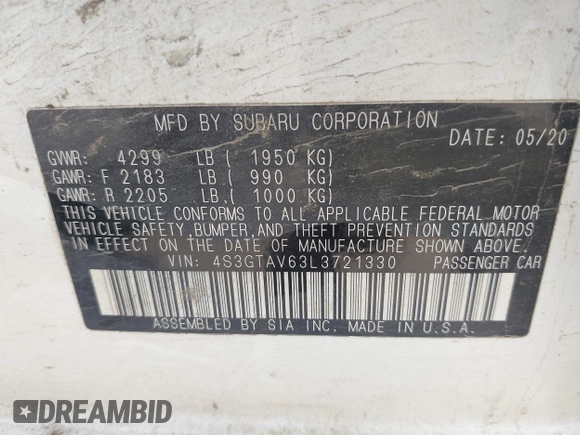 MFD BY SUBARU CORPORATION
DATE: 05/20
GVWR: 4299 LB ( 1950 KG)
GAWR: F 2183 LB ( 990 KG)
GAWR: R 2205 LB ( 1000 KG)
THIS VEHICLE CONFORMS TO ALL APPLICABLE FEDERAL MOTOR
VEHICLE SAFETY,BUMPER,AND THEFT PREVENTION STANDARDS
IN EFFECT ON THE DATE OF MANUFACTURE SHOWN ABOVE.
VIN: 4S3GTAV63L3721330 PASSENGER CAR
ASSEMBLED BY SIA INC. MADE IN U.S.A.
DREAMBID